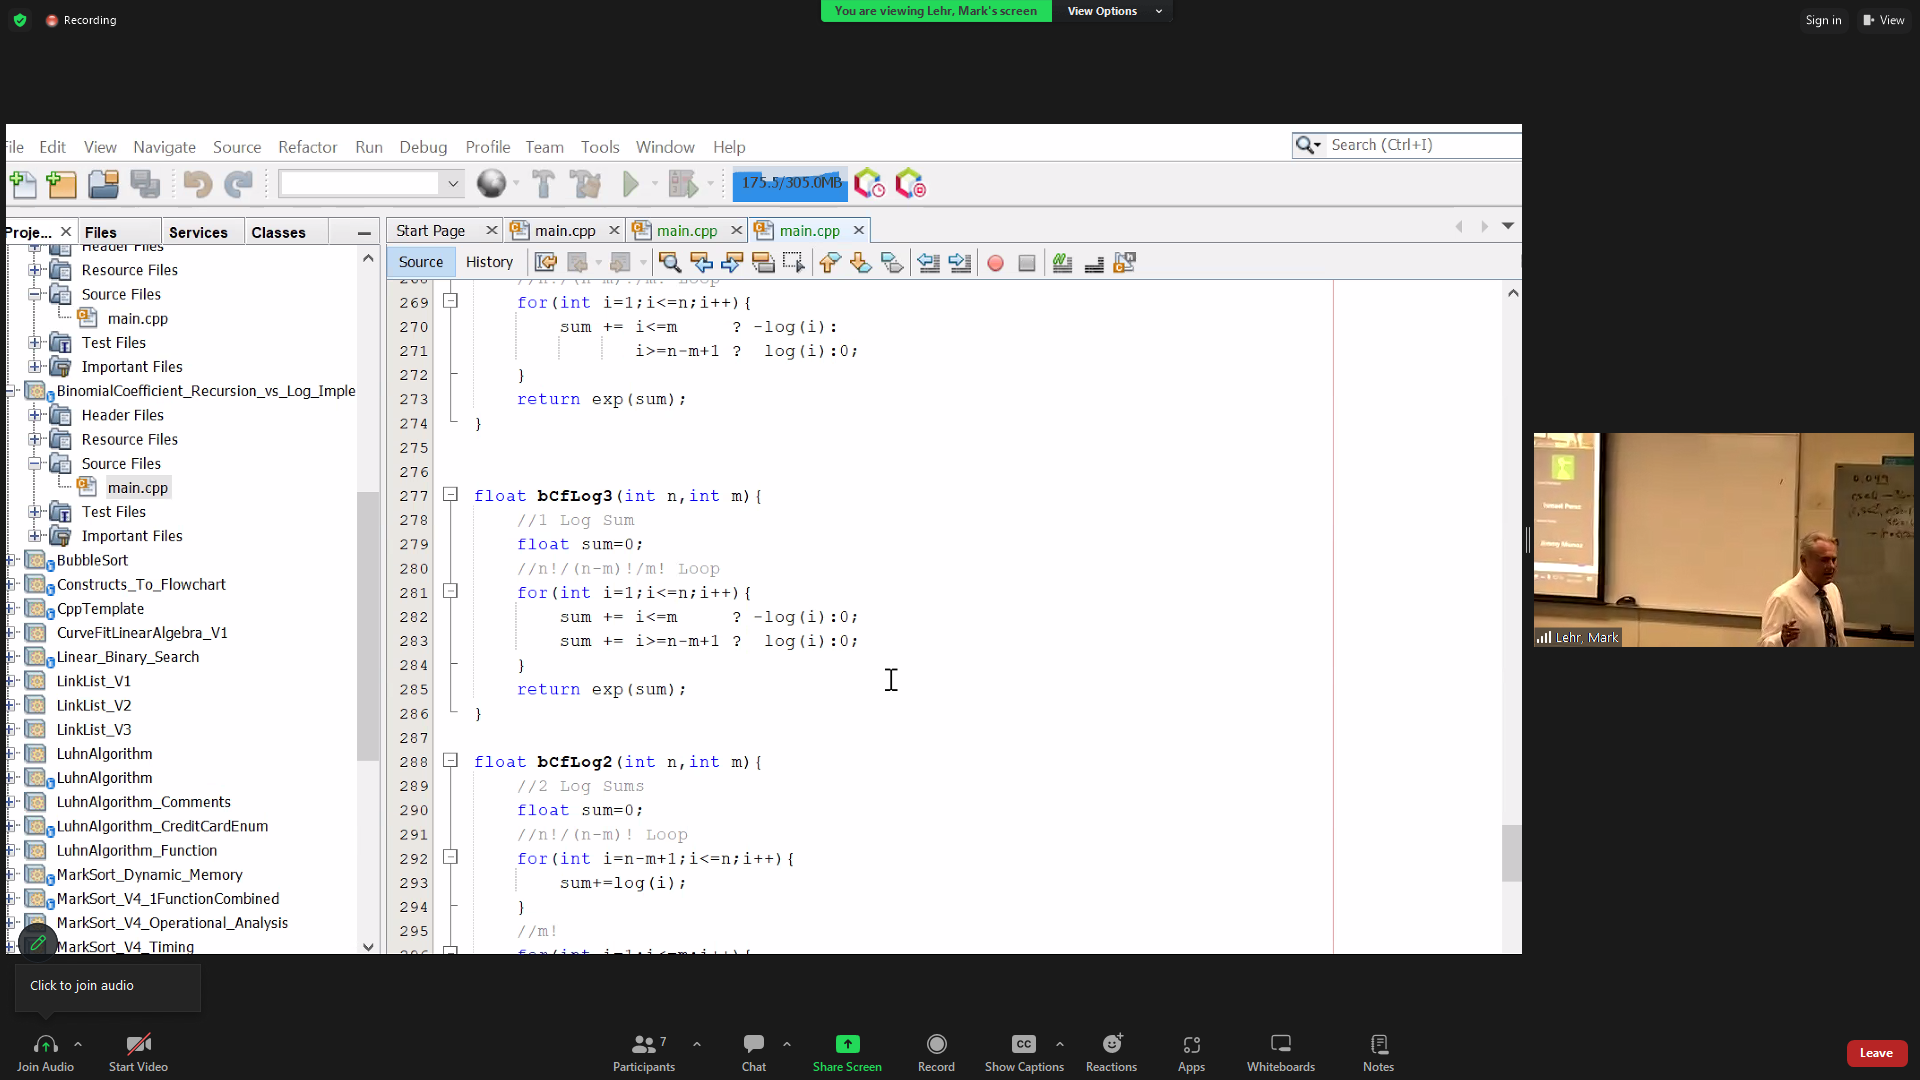 Recording
You are viewing Lehr, Mark's screen
View Options
Sign in
View
File Edit View Navigate Source Refactor Run Debug Profile Team Tools Window Help
Search (Ctrl+I)
175.5/305.0MB
Proje... Files Services Classes
Start Page main.cpp main.cpp main.cpp
Source History
Header Files
Resource Files
Source Files
main.cpp
Test Files
Important Files
BinomialCoefficient_Recursion_vs_Log_Imple
Header Files
Resource Files
Source Files
main.cpp
Test Files
Important Files
BubbleSort
Constructs_To_Flowchart
CppTemplate
CurveFitLinearAlgebra_V1
Linear_Binary_Search
LinkList_V1
LinkList_V2
LinkList_V3
LuhnAlgorithm
LuhnAlgorithm
LuhnAlgorithm_Comments
LuhnAlgorithm_CreditCardEnum
LuhnAlgorithm_Function
MarkSort_Dynamic_Memory
MarkSort_V4_1FunctionCombined
MarkSort_V4_Operational_Analysis
MarkSort_V4_Timing
268 //n!/(n-m)!/m! Loop
269 for(int i=1;i<=n;i++){
270 sum += i<=m ? -log(i):
271 i>=n-m+1 ? log(i):0;
272 }
273 return exp(sum);
274 }
275
276
277 float bCfLog3(int n,int m){
278 //1 Log Sum
279 float sum=0;
280 //n!/(n-m)!/m! Loop
281 for(int i=1;i<=n;i++){
282 sum += i<=m ? -log(i):0;
283 sum += i>=n-m+1 ? log(i):0;
284 }
285 return exp(sum);
286 }
287
288 float bCfLog2(int n,int m){
289 //2 Log Sums
290 float sum=0;
291 //n!/(n-m)! Loop
292 for(int i=n-m+1;i<=n;i++){
293 sum+=log(i);
294 }
295 //m!
296 for(int i=1;i<=m;i++){
Lehr, Mark
Click to join audio
Join Audio
Start Video
7
Participants
Chat
Share Screen
Record
CC
Show Captions
Reactions
Apps
Whiteboards
Notes
Leave